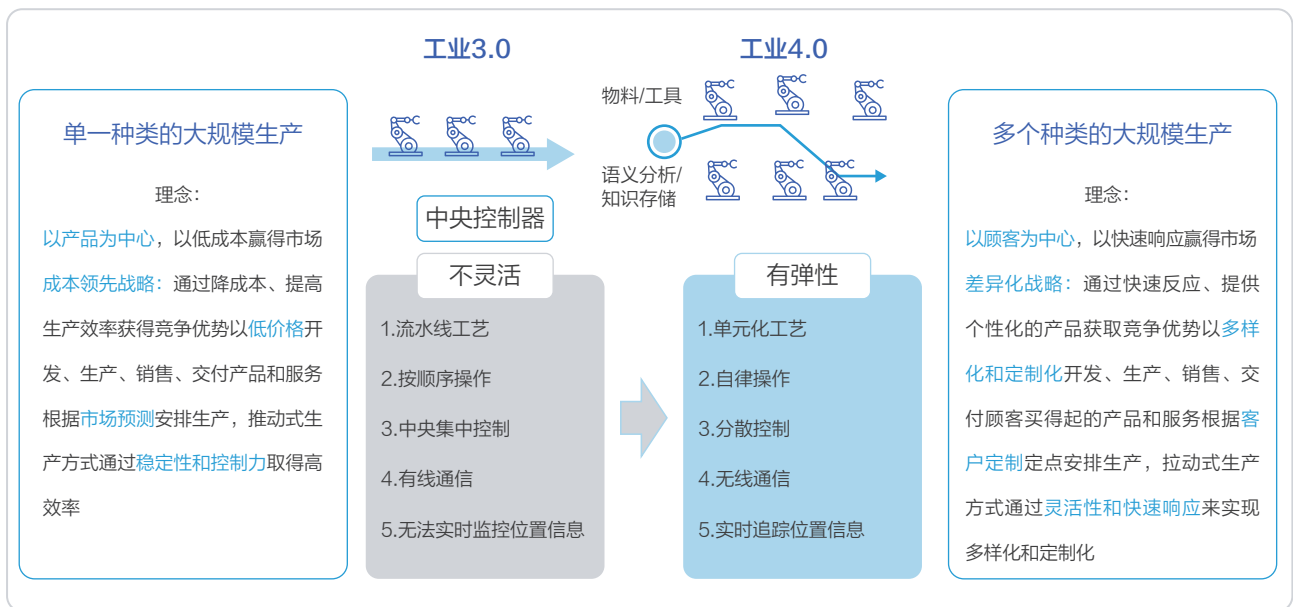 工业3.0
工业4.0
单一种类的大规模生产
理念：
以产品为中心，以低成本赢得市场
成本领先战略：通过降成本、提高
生产效率获得竞争优势以低价格开
发、生产、销售、交付产品和服务
根据市场预测安排生产，推动式生
产方式通过稳定性和控制力取得高
效率
中央控制器
不灵活
1.流水线工艺
2.按顺序操作
3.中央集中控制
4.有线通信
5.无法实时监控位置信息
物料/工具
语义分析/
知识存储
有弹性
1.单元化工艺
2.自律操作
3.分散控制
4.无线通信
5.实时追踪位置信息
多个种类的大规模生产
理念：
以顾客为中心，以快速响应赢得市场
差异化战略：通过快速反应、提供
个性化的产品获取竞争优势以多样
化和定制化开发、生产、销售、交
付顾客买得起的产品和服务根据客
户定制定点安排生产，拉动式生产
方式通过灵活性和快速响应来实现
多样化和定制化